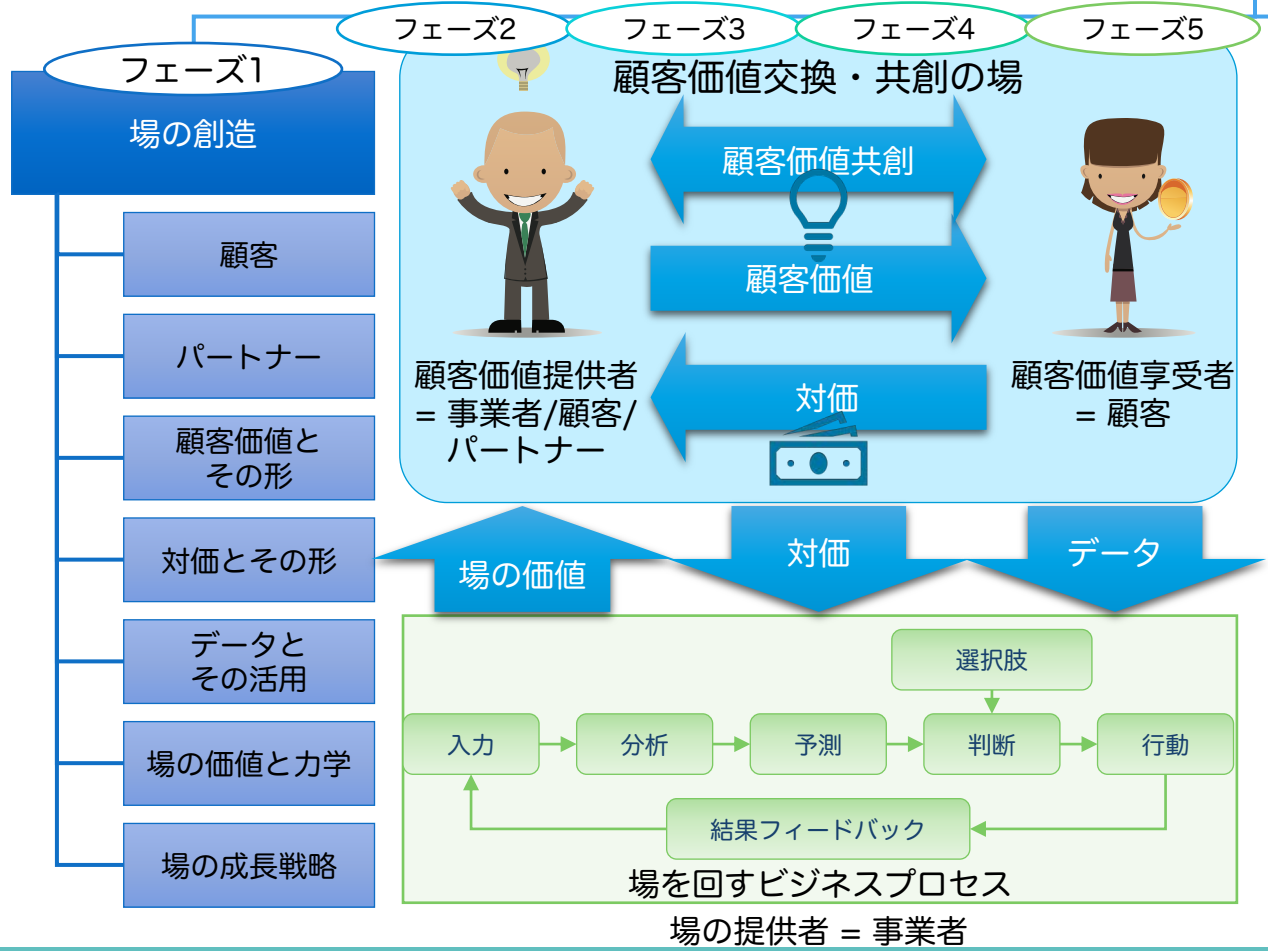 フェーズ2
フェーズ3
フェーズ4
フェーズ5
フェーズ1
場の創造
顧客
パートナー
顧客価値と
その形
対価とその形
データと
その活用
場の価値と力学
場の成長戦略
顧客価値交換・共創の場
顧客価値共創
顧客価値
対価
顧客価値提供者
= 事業者/顧客/
パートナー
顧客価値享受者
= 顧客
場の価値
対価
データ
選択肢
入力
分析
予測
判断
行動
結果フィードバック
場を回すビジネスプロセス
場の提供者 = 事業者